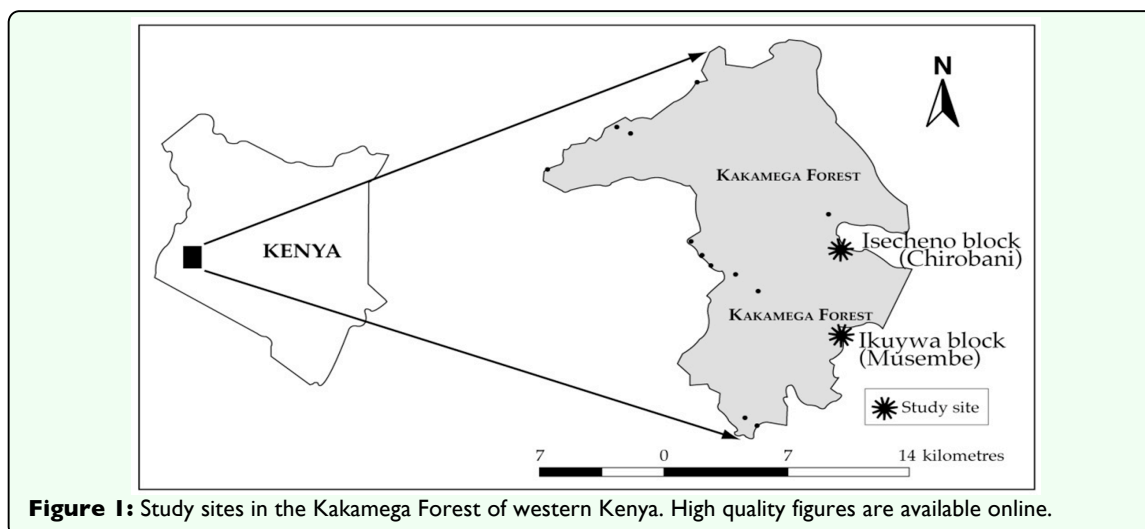 N
KAKAMEGA FOREST
KENYA
Isecheno block
(Chirobani)
KAKAMEGA FOREST
Ikuywa block
(Musembe)
Study site
7 0 7 14 kilometres
Figure 1: Study sites in the Kakamega Forest of western Kenya. High quality figures are available online.